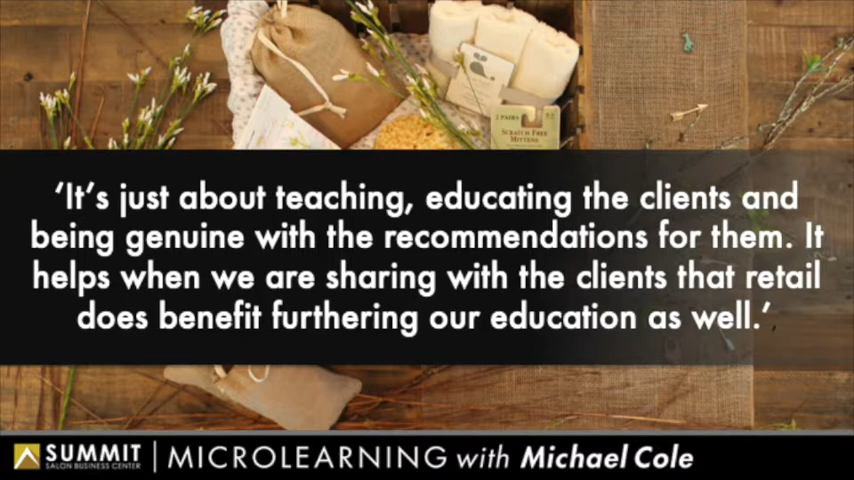 2 PAIRS
SCRATCH FREE
MITTENS
‘It’s just about teaching, educating the clients and
being genuine with the recommendations for them. It
helps when we are sharing with the clients that retail
does benefit furthering our education as well.’
SUMMIT
SALON BUSINESS CENTER
MICROLEARNING with Michael Cole